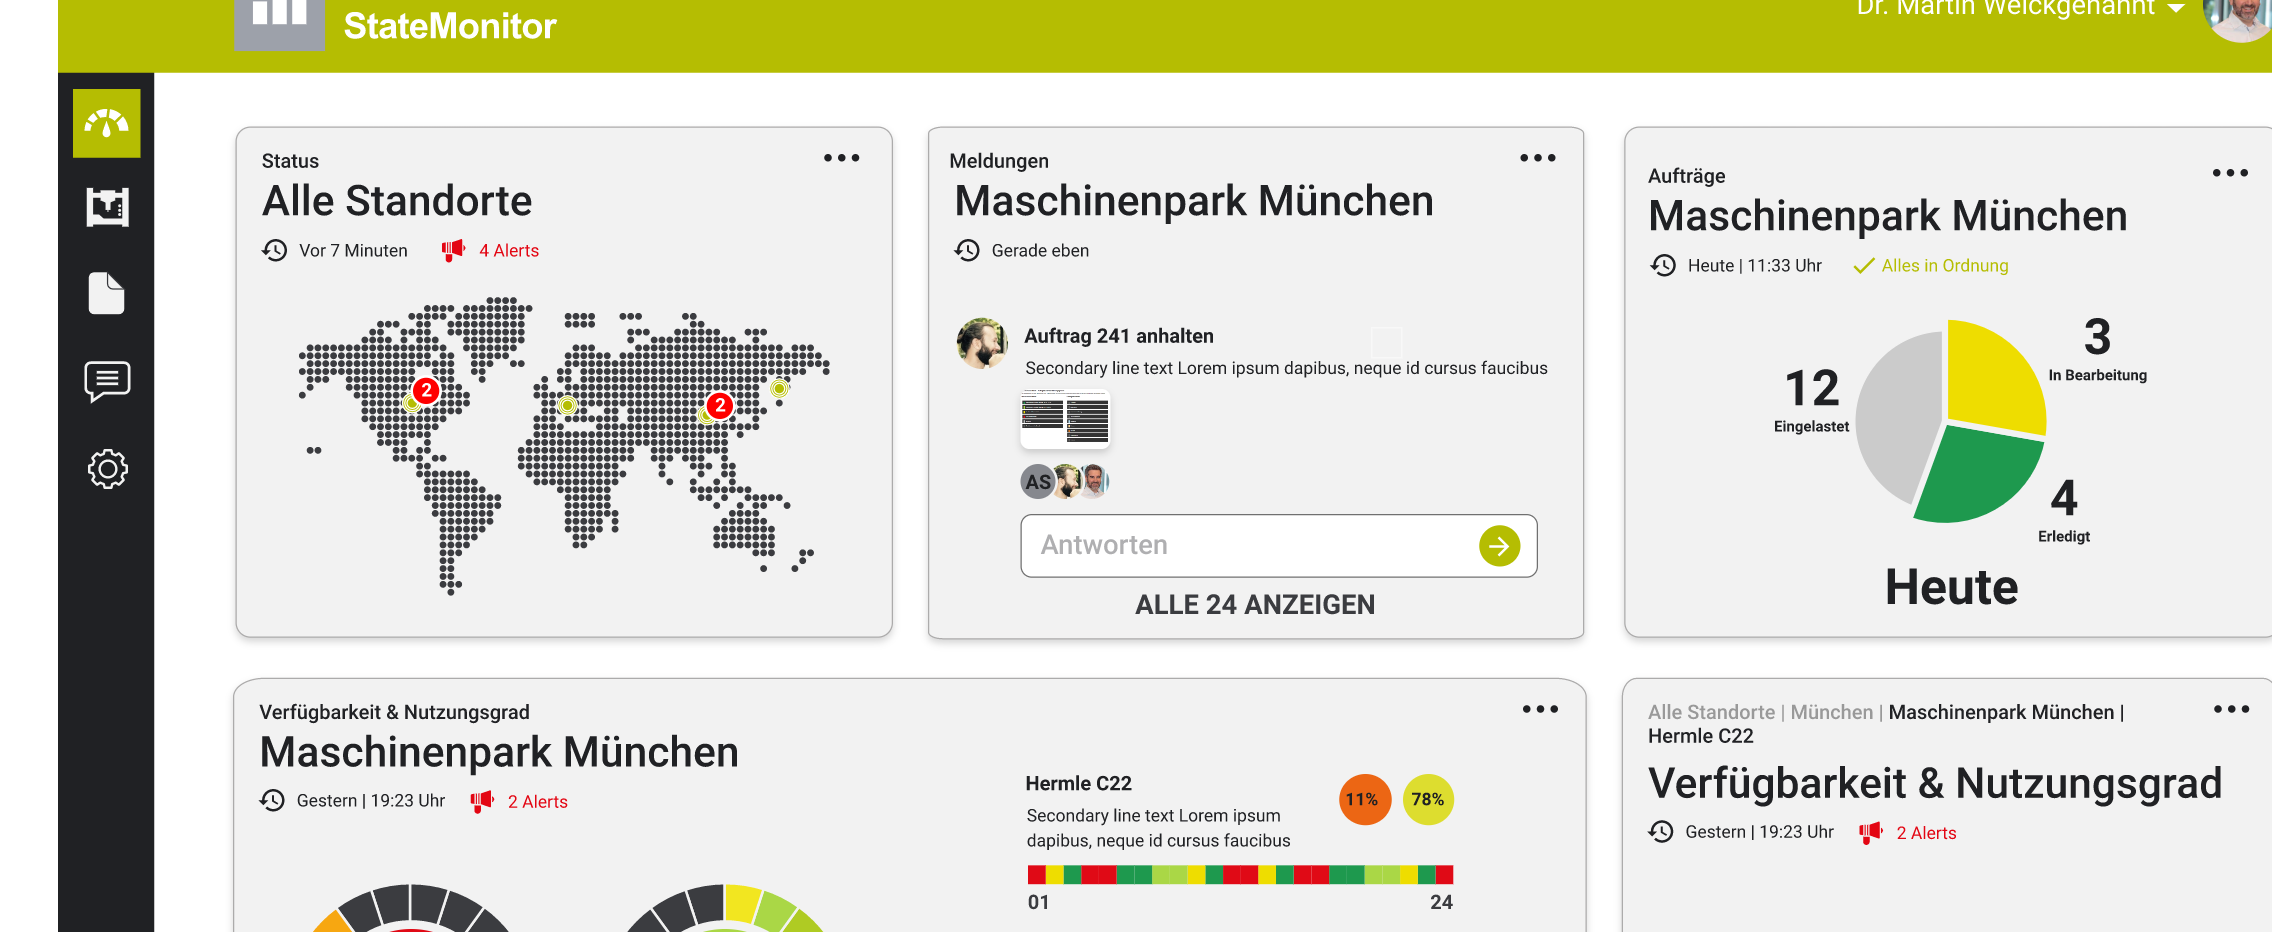 StateMonitor
Dr. Martin Weickgenannt
Status
Alle Standorte
Vor 7 Minuten
4 Alerts
2
2
Meldungen
Maschinenpark München
Gerade eben
Auftrag 241 anhalten
Secondary line text Lorem ipsum dapibus, neque id cursus faucibus
AS
Antworten
ALLE 24 ANZEIGEN
Aufträge
Maschinenpark München
Heute | 11:33 Uhr
Alles in Ordnung
3
In Bearbeitung
12
Eingelastet
4
Erledigt
Heute
Verfügbarkeit & Nutzungsgrad
Maschinenpark München
Gestern | 19:23 Uhr
2 Alerts
Hermle C22
Secondary line text Lorem ipsum
dapibus, neque id cursus faucibus
11%
78%
01
24
Alle Standorte | München | Maschinenpark München |
Hermle C22
Verfügbarkeit & Nutzungsgrad
Gestern | 19:23 Uhr
2 Alerts